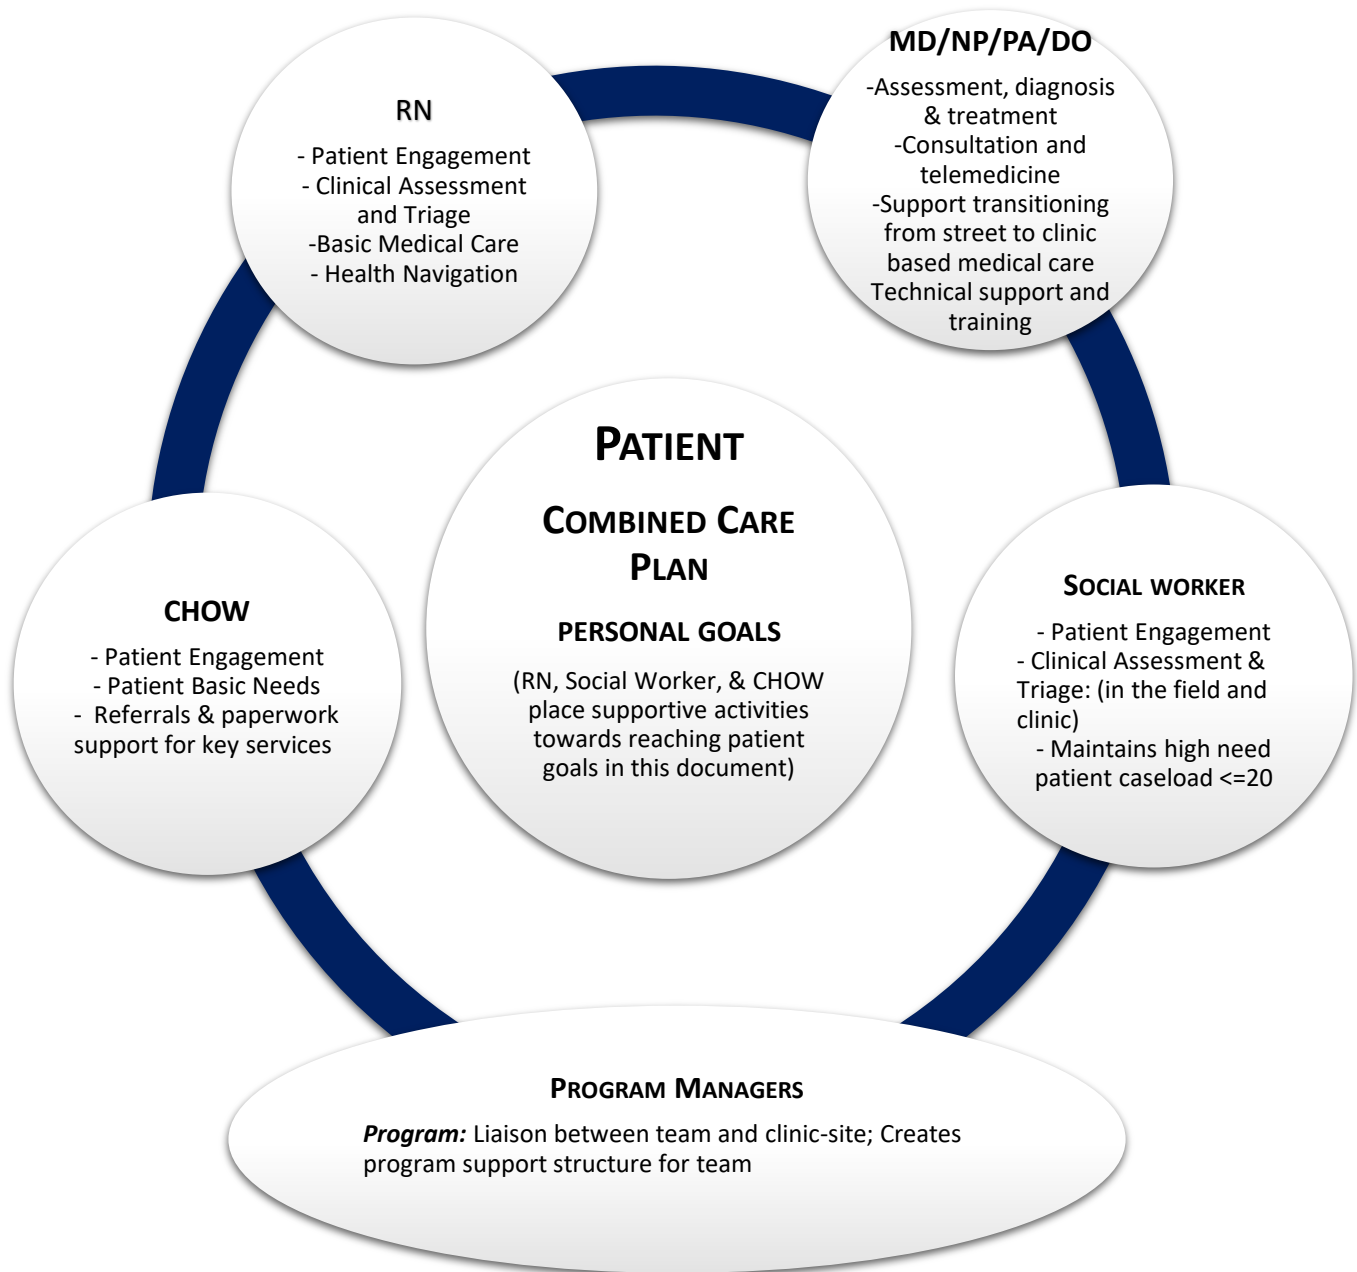 RN
- Patient Engagement
- Clinical Assessment
and Triage
-Basic Medical Care
- Health Navigation
MD/NP/PA/DO
-Assessment, diagnosis
& treatment
-Consultation and
telemedicine
-Support transitioning
from street to clinic
based medical care
Technical support and
training
PATIENT
COMBINED CARE
PLAN
PERSONAL GOALS
(RN, Social Worker, & CHOW
place supportive activities
towards reaching patient
goals in this document)
CHOW
- Patient Engagement
- Patient Basic Needs
- Referrals & paperwork
support for key services
SOCIAL WORKER
- Patient Engagement
- Clinical Assessment &
Triage: (in the field and
clinic)
- Maintains high need
patient caseload <=20
PROGRAM MANAGERS
Program: Liaison between team and clinic-site; Creates
program support structure for team